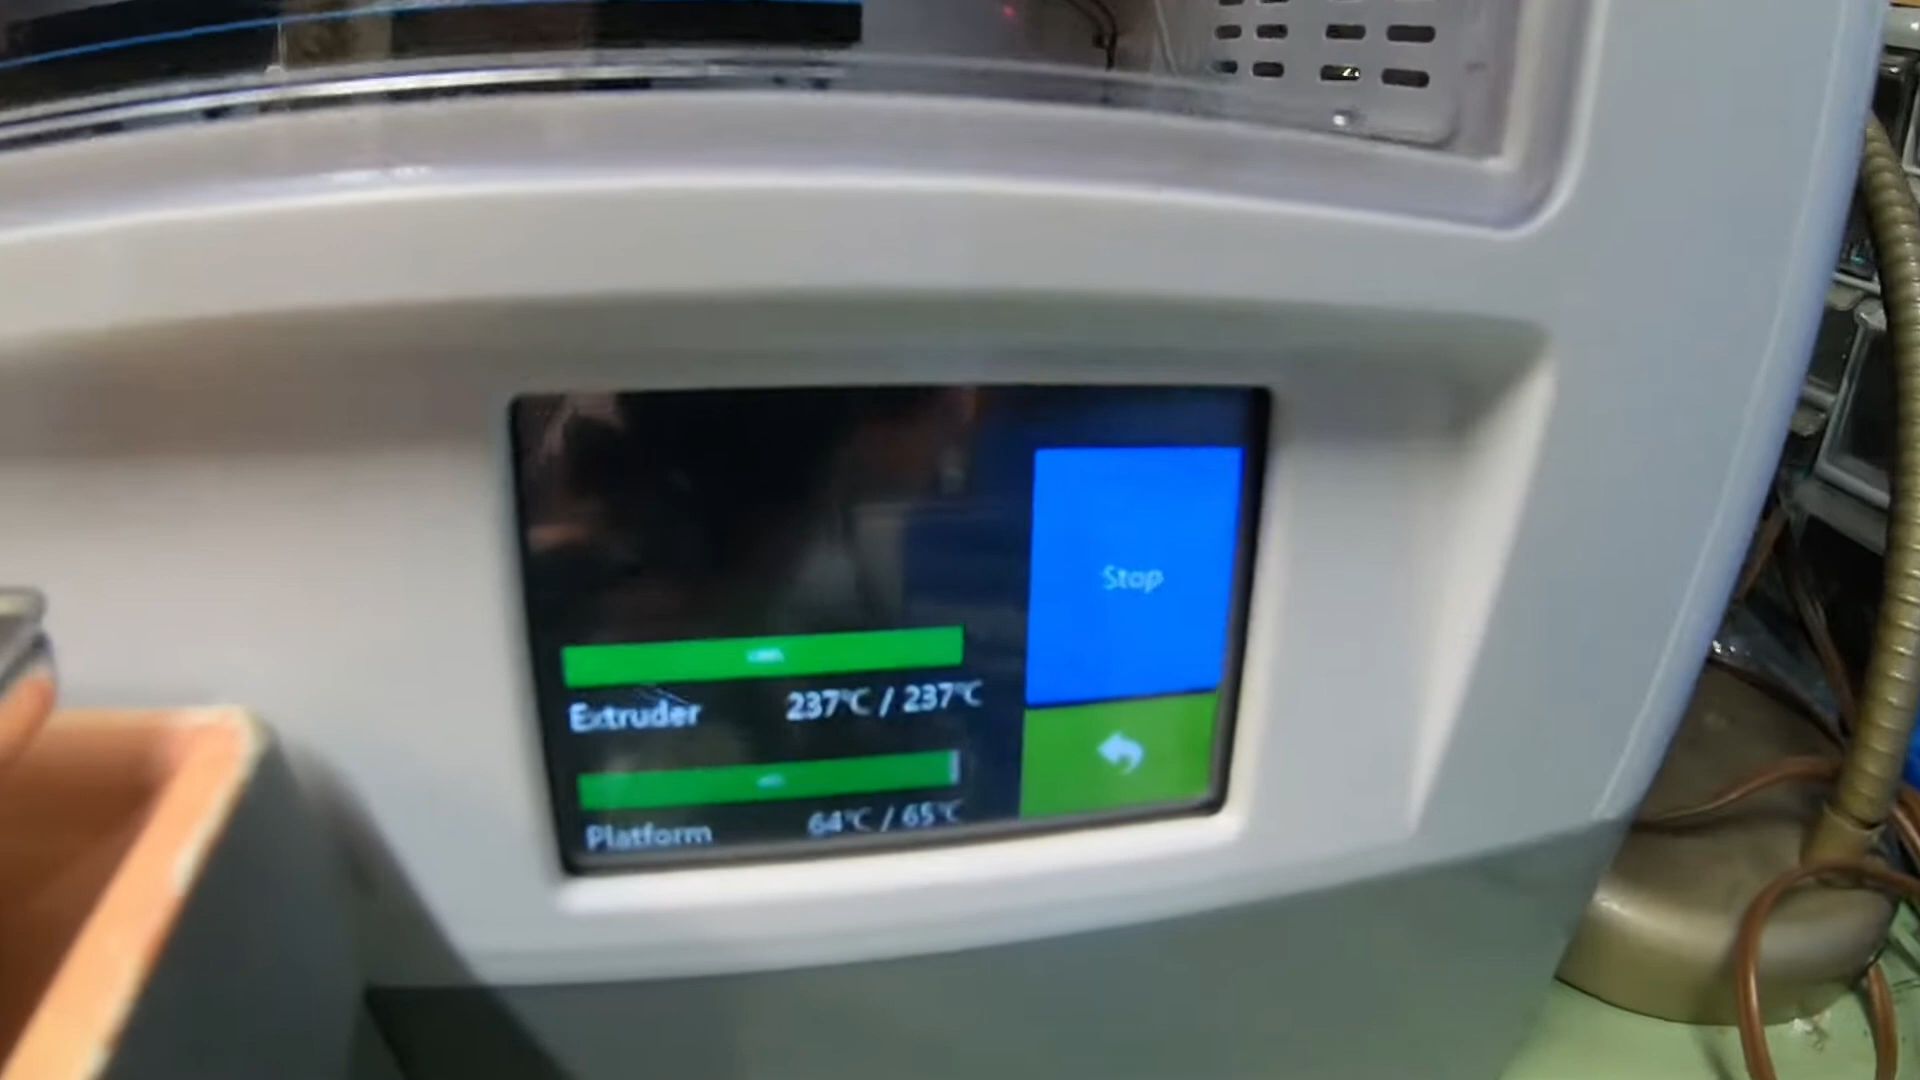 Stop
Extruder 237℃ / 237℃
Platform 64℃ / 65℃